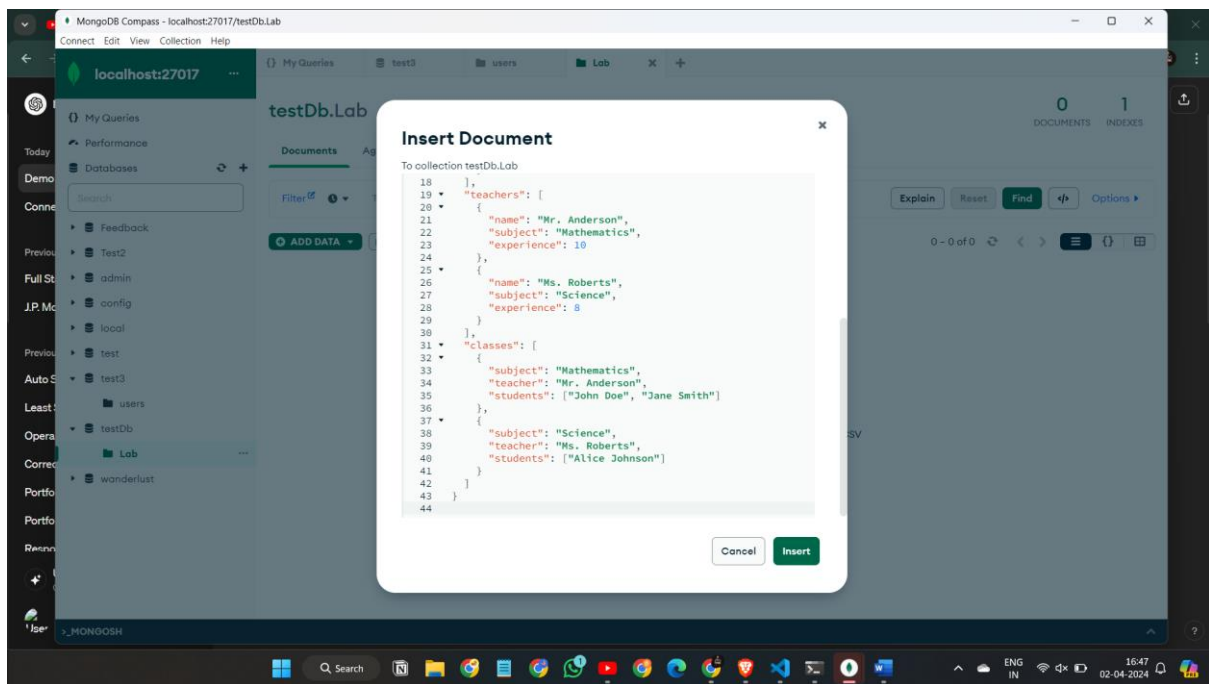 MongoDB Compass - localhost:27017/testDb.Lab
Connect Edit View Collection Help
localhost:27017 ...
{} My Queries
test3
users
Lab
My Queries
Performance
Databases
Search
Feedback
Test2
admin
config
local
test
test3
users
testDb
Lab
wanderlust
testDb.Lab
0
DOCUMENTS
1
INDEXES
Documents
Ag
Filter
Explain
Reset
Find
</>
Options
ADD DATA
0 - 0 of 0
{}
SV
Insert Document
To collection testDb.Lab
18 ],
19 "teachers": [
20 {
21 "name": "Mr. Anderson",
22 "subject": "Mathematics",
23 "experience": 10
24 },
25 {
26 "name": "Ms. Roberts",
27 "subject": "Science",
28 "experience": 8
29 }
30 ],
31 "classes": [
32 {
33 "subject": "Mathematics",
34 "teacher": "Mr. Anderson",
35 "students": ["John Doe", "Jane Smith"]
36 },
37 {
38 "subject": "Science",
39 "teacher": "Ms. Roberts",
40 "students": ["Alice Johnson"]
41 }
42 ]
43 }
44
Cancel
Insert
Today
Demo
Conne
Previou
Full St
J.P. Mo
Previou
Auto S
Least
Opera
Correc
Portfo
Portfo
Respo
User
>_MONGOSH
?
Search
ENG
IN
16:47
02-04-2024